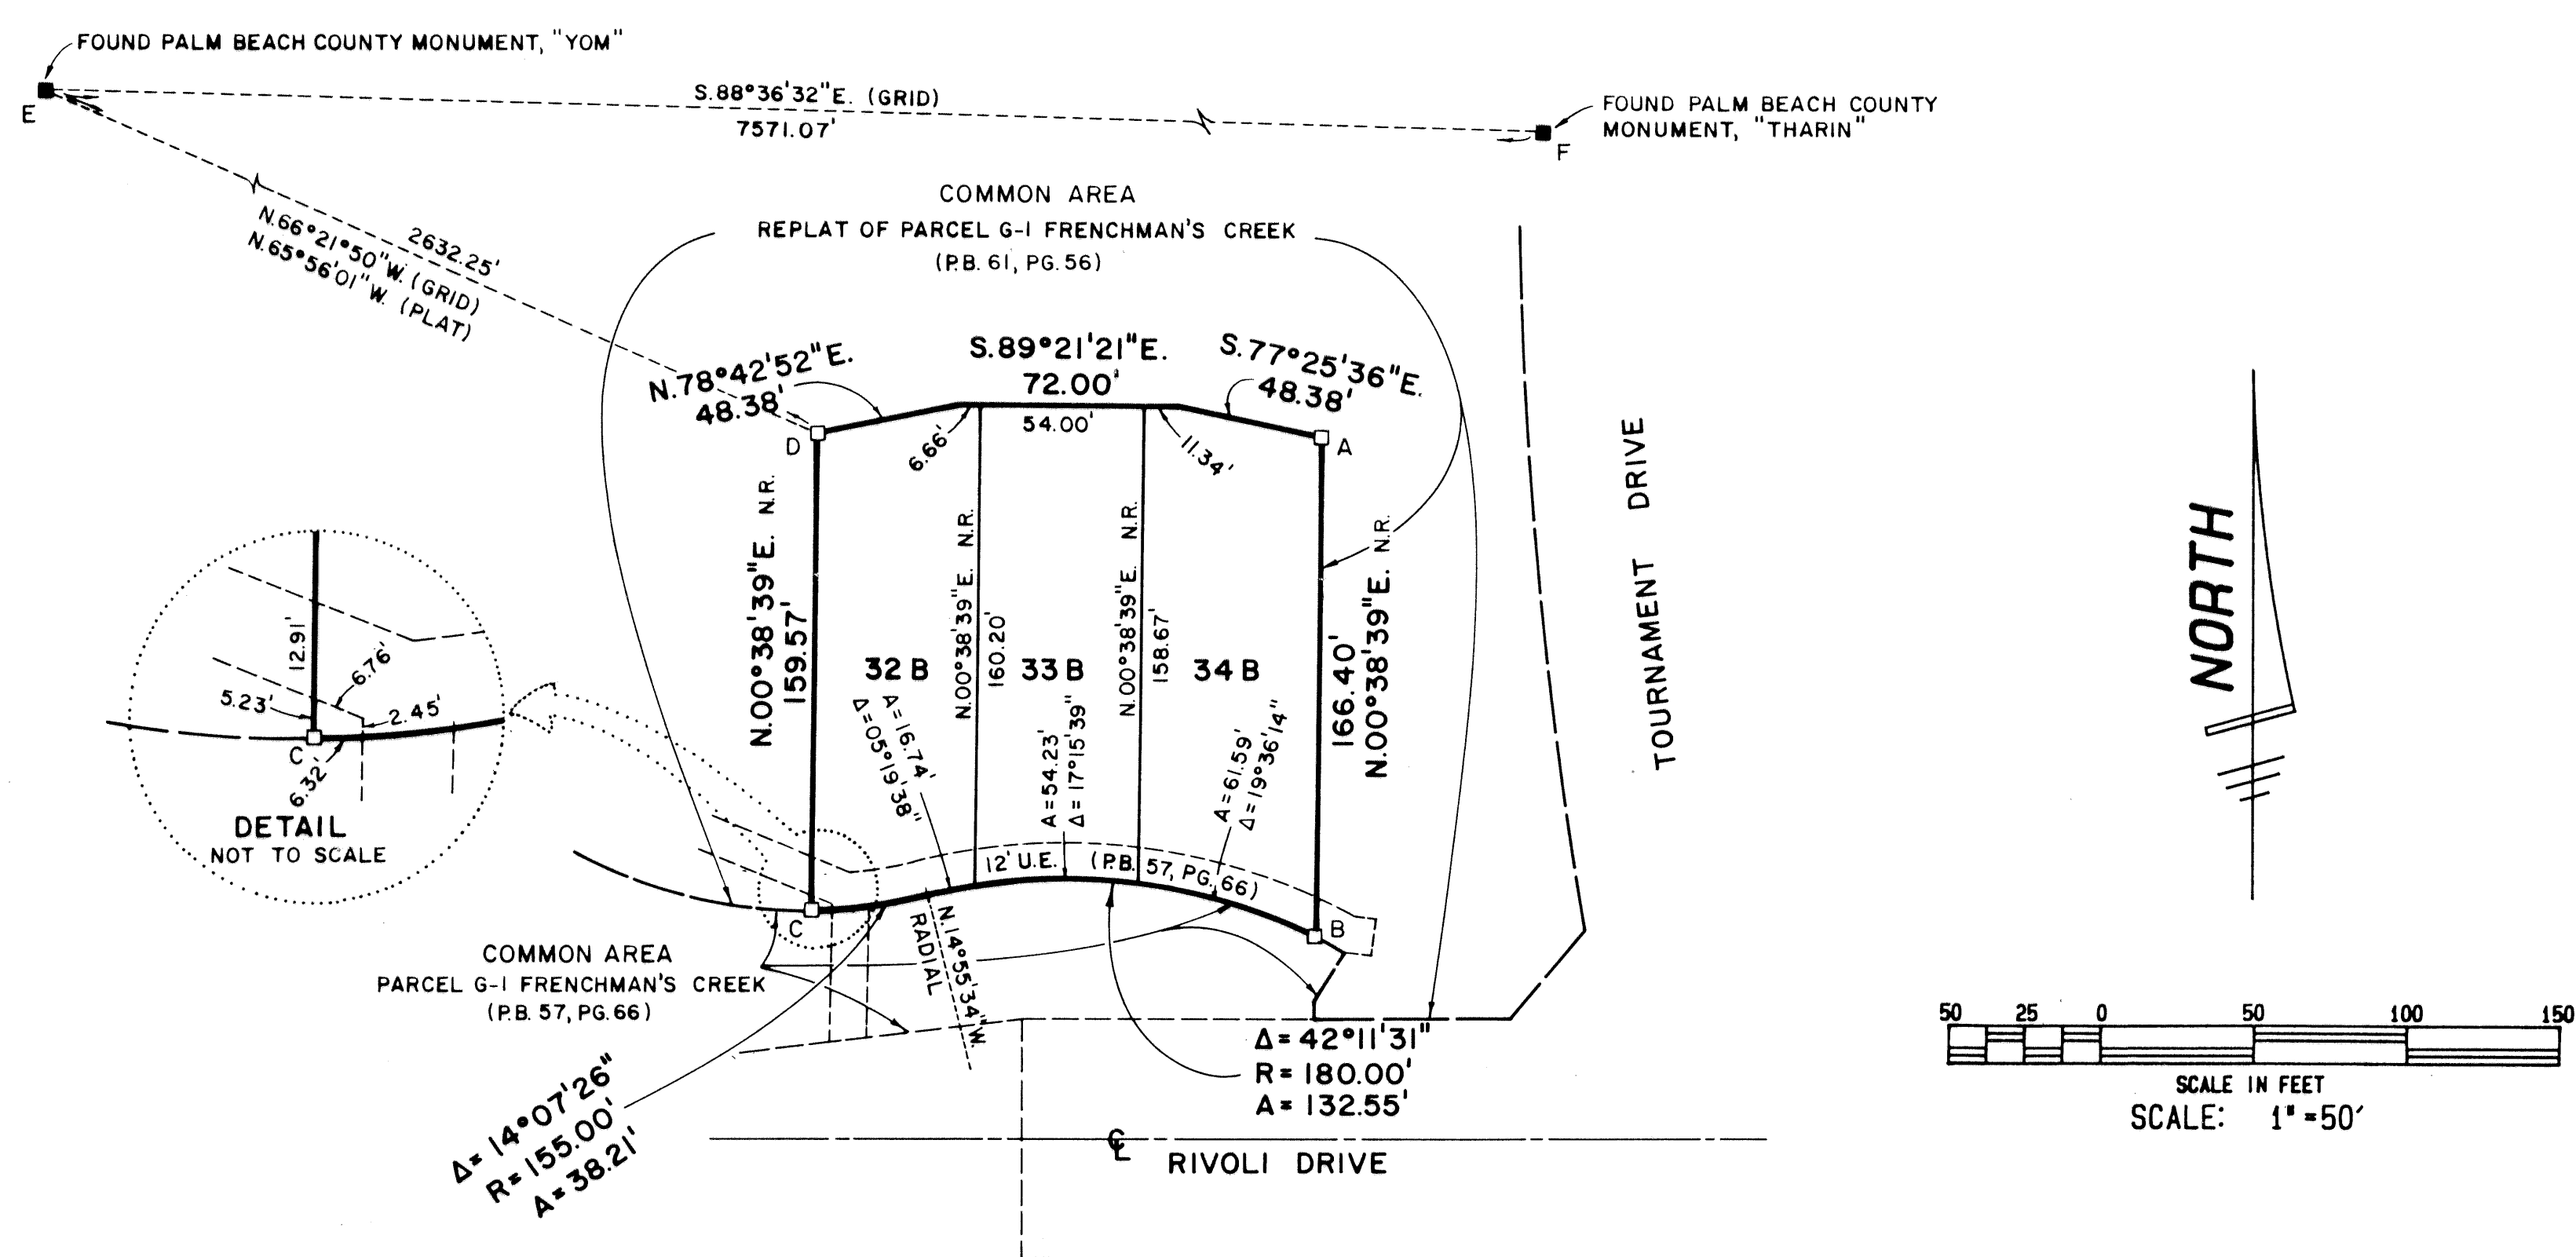 FOUND PALM BEACH COUNTY MONUMENT, "YOM"
E
S.88°36'32"E. (GRID)
7571.07'
FOUND PALM BEACH COUNTY
MONUMENT, "THARIN"
F
2632.25'
N.66°21°50"W. (GRID)
N.65°56'01"W. (PLAT)
COMMON AREA
REPLAT OF PARCEL G-1 FRENCHMAN'S CREEK
(P.B. 61, PG. 56)
N.78°42'52"E.
48.38'
S.89°21'21"E.
72.00'
S.77°25'36"E.
48.38'
54.00'
6.66'
11.34'
D
A
N.00°38'39"E. N.R.
159.57'
N.00°38'39"E. N.R.
160.20'
N.00°38'39"E. N.R.
158.67'
166.40'
N.00°38'39"E. N.R.
32 B
33 B
34 B
A=16.74'
Δ=05°19'38"
A=54.23'
Δ=17°15'39"
A=61.59'
Δ=19°36'14"
12' U.E. (P.B. 57, PG. 66)
C
B
N.14°55'34"W.
RADIAL
TOURNAMENT DRIVE
12.91'
6.76'
5.23'
2.45'
C
6.32'
DETAIL
NOT TO SCALE
COMMON AREA
PARCEL G-1 FRENCHMAN'S CREEK
(P.B. 57, PG. 66)
Δ=14°07'26"
R=155.00'
A=38.21'
Δ=42°11'31"
R=180.00'
A=132.55'
℄
RIVOLI DRIVE
NORTH
50 25 0 50 100 150
SCALE IN FEET
SCALE: 1"=50'